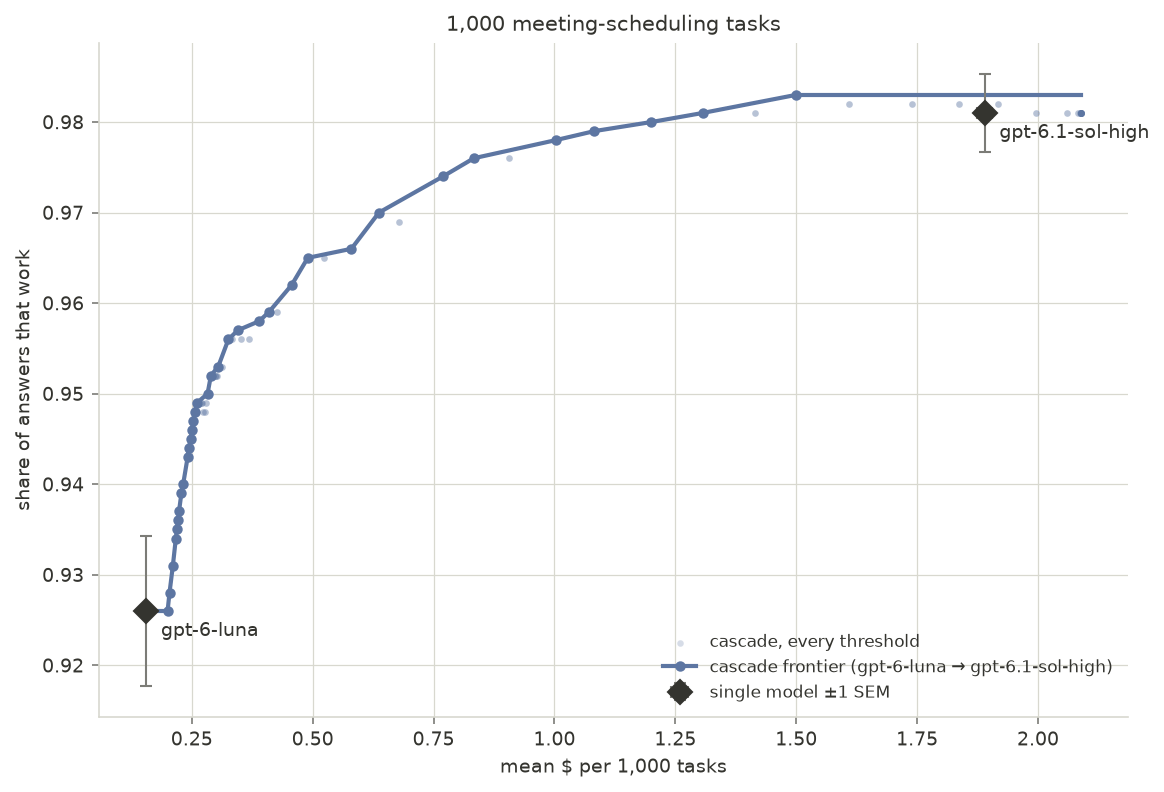 1,000 meeting-scheduling tasks
share of answers that work
0.98
0.97
0.96
0.95
0.94
0.93
0.92
gpt-6.1-sol-high
gpt-6-luna
cascade, every threshold
cascade frontier (gpt-6-luna → gpt-6.1-sol-high)
single model ±1 SEM
0.25 0.50 0.75 1.00 1.25 1.50 1.75 2.00
mean $ per 1,000 tasks